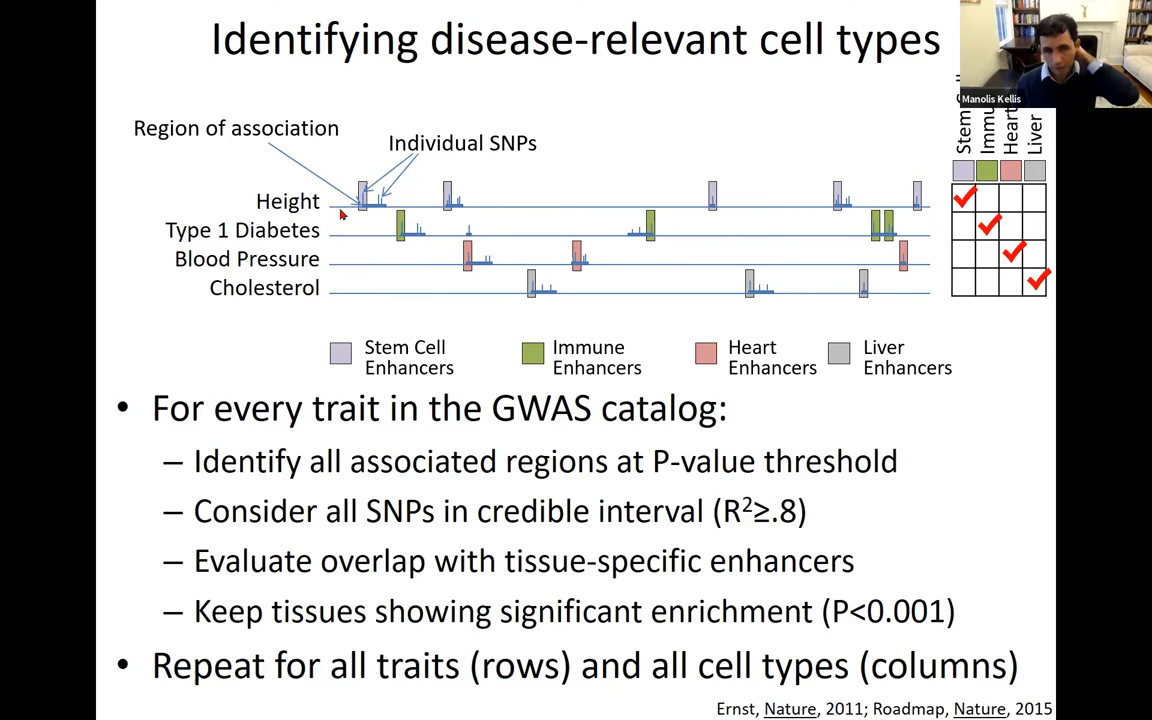 Identifying disease-relevant cell types
Manolis Kellis
Region of association
Individual SNPs
Stem
Immu
Heart
Liver
Height
Type 1 Diabetes
Blood Pressure
Cholesterol
Stem Cell
Enhancers
Immune
Enhancers
Heart
Enhancers
Liver
Enhancers
• For every trait in the GWAS catalog:
– Identify all associated regions at P-value threshold
– Consider all SNPs in credible interval (R²≥.8)
– Evaluate overlap with tissue-specific enhancers
– Keep tissues showing significant enrichment (P<0.001)
• Repeat for all traits (rows) and all cell types (columns)
Ernst, Nature, 2011; Roadmap, Nature, 2015